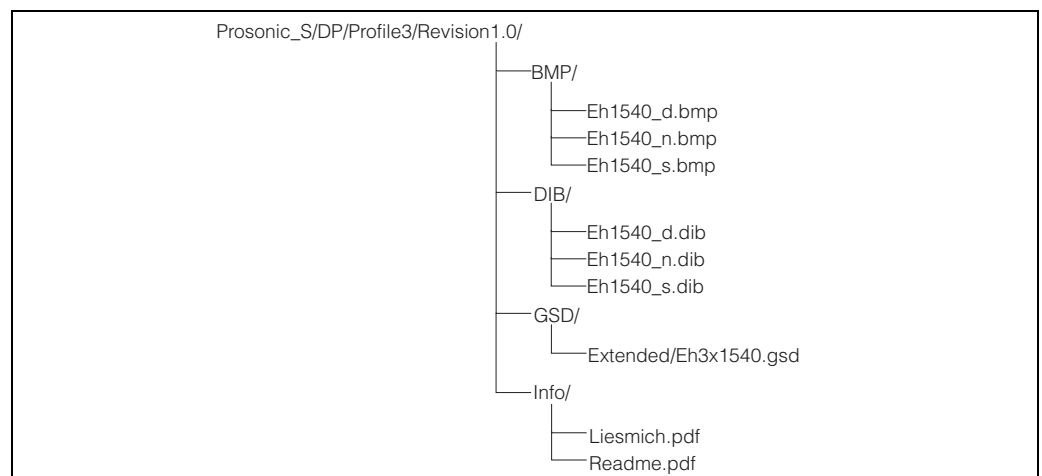 Prosonic_S/DP/Profile3/Revision1.0/
BMP/
Eh1540_d.bmp
Eh1540_n.bmp
Eh1540_s.bmp
DIB/
Eh1540_d.dib
Eh1540_n.dib
Eh1540_s.dib
GSD/
Extended/Eh3x1540.gsd
Info/
Liesmich.pdf
Readme.pdf